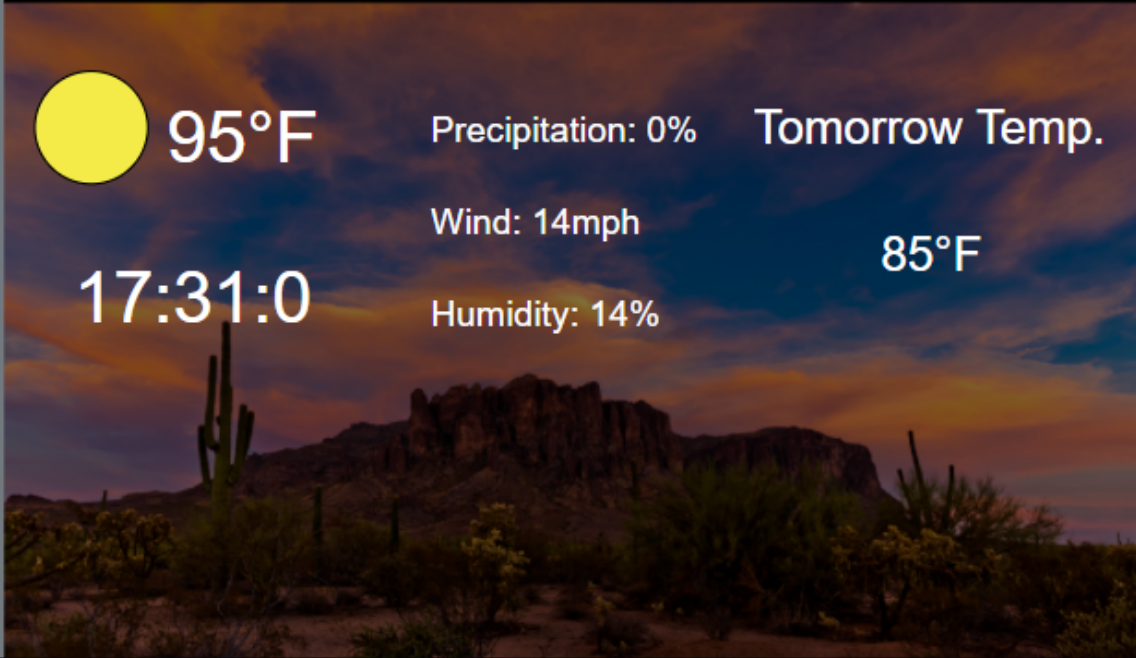 95°F
17:31:0
Precipitation: 0%
Wind: 14mph
Humidity: 14%
Tomorrow Temp.
85°F